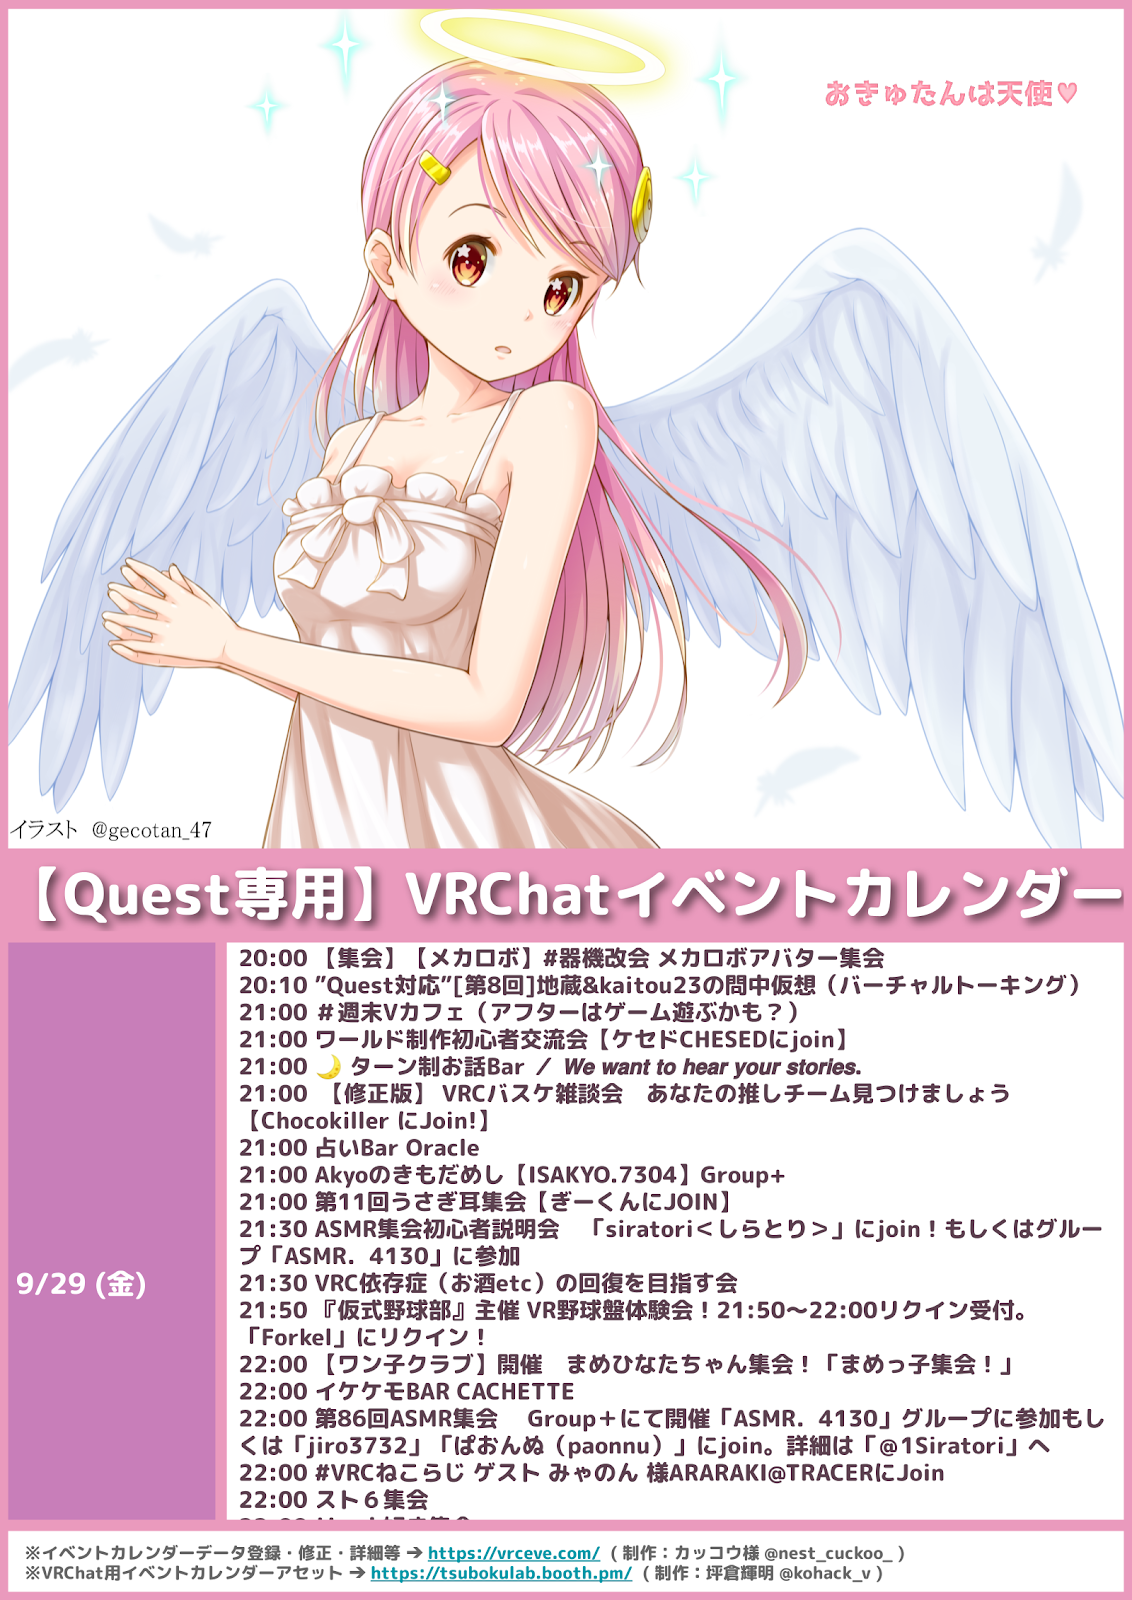 おきゅたんは天使♥
イラスト @gecotan_47
【Quest専用】VRChatイベントカレンダー
9/29 (金)
20:00 【集会】【メカロボ】#器機改会 メカロボアバター集会
20:10 ”Quest対応”[第8回]地蔵&kaitou23の問中仮想（バーチャルトーキング）
21:00 ＃週末Vカフェ（アフターはゲーム遊ぶかも？）
21:00 ワールド制作初心者交流会【ケセドCHESEDにjoin】
21:00 🌙 ターン制お話Bar ／ We want to hear your stories.
21:00 【修正版】 VRCバスケ雑談会　あなたの推しチーム見つけましょう
【Chocokiller にJoin!】
21:00 占いBar Oracle
21:00 Akyoのきもだめし【ISAKYO.7304】Group+
21:00 第11回うさぎ耳集会【ぎーくんにJOIN】
21:30 ASMR集会初心者説明会　「siratori＜しらとり＞」にjoin！もしくはグルー
プ「ASMR．4130」に参加
21:30 VRC依存症（お酒etc）の回復を目指す会
21:50 『仮式野球部』主催 VR野球盤体験会！21:50～22:00リクイン受付。
「Forkel」にリクイン！
22:00 【ワン子クラブ】開催　まめひなたちゃん集会！「まめっ子集会！」
22:00 イケケモBAR CACHETTE
22:00 第86回ASMR集会　Group＋にて開催「ASMR．4130」グループに参加もし
くは「jiro3732」「ぱおんぬ（paonnu）」にjoin。詳細は「＠1Siratori」へ
22:00 #VRCねこらじ ゲスト みゃのん 様ARARAKI@TRACERにJoin
22:00 スト６集会
※イベントカレンダーデータ登録・修正・詳細等 ➔ https://vrceve.com/ （ 制作：カッコウ様 @nest_cuckoo_ ）
※VRChat用イベントカレンダーアセット ➔ https://tsubokulab.booth.pm/ （ 制作：坪倉輝明 @kohack_v ）